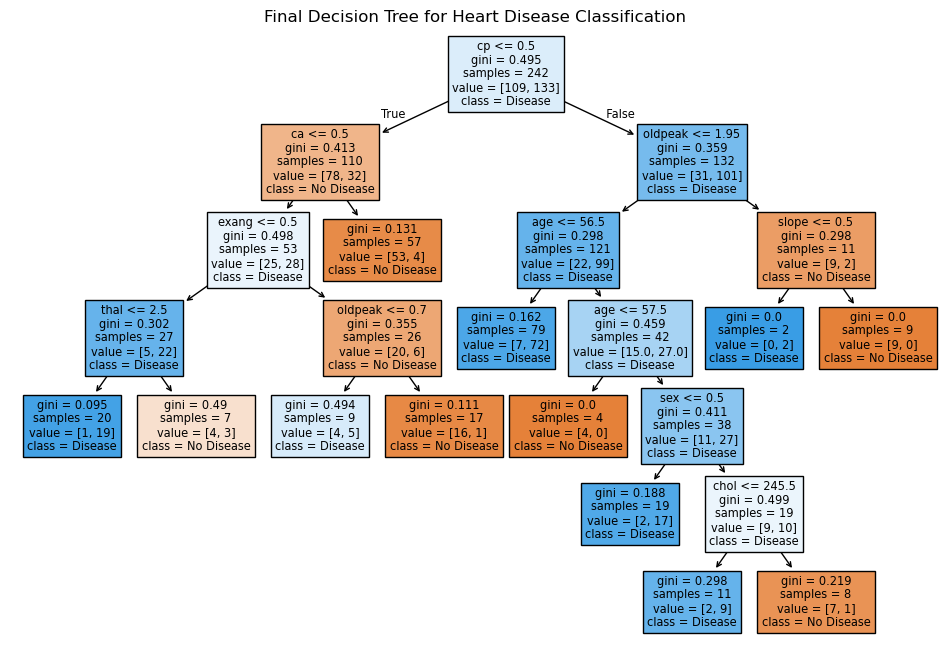 Final Decision Tree for Heart Disease Classification
cp <= 0.5
gini = 0.495
samples = 242
value = [109, 133]
class = Disease
True
False
ca <= 0.5
gini = 0.413
samples = 110
value = [78, 32]
class = No Disease
oldpeak <= 1.95
gini = 0.359
samples = 132
value = [31, 101]
class = Disease
exang <= 0.5
gini = 0.498
samples = 53
value = [25, 28]
class = Disease
gini = 0.131
samples = 57
value = [53, 4]
class = No Disease
age <= 56.5
gini = 0.298
samples = 121
value = [22, 99]
class = Disease
slope <= 0.5
gini = 0.298
samples = 11
value = [9, 2]
class = No Disease
thal <= 2.5
gini = 0.302
samples = 27
value = [5, 22]
class = Disease
oldpeak <= 0.7
gini = 0.355
samples = 26
value = [20, 6]
class = No Disease
gini = 0.162
samples = 79
value = [7, 72]
class = Disease
age <= 57.5
gini = 0.459
samples = 42
value = [15.0, 27.0]
class = Disease
gini = 0.0
samples = 2
value = [0, 2]
class = Disease
gini = 0.0
samples = 9
value = [9, 0]
class = No Disease
gini = 0.095
samples = 20
value = [1, 19]
class = Disease
gini = 0.49
samples = 7
value = [4, 3]
class = No Disease
gini = 0.494
samples = 9
value = [4, 5]
class = Disease
gini = 0.111
samples = 17
value = [16, 1]
class = No Disease
gini = 0.0
samples = 4
value = [4, 0]
class = No Disease
sex <= 0.5
gini = 0.411
samples = 38
value = [11, 27]
class = Disease
gini = 0.188
samples = 19
value = [2, 17]
class = Disease
chol <= 245.5
gini = 0.499
samples = 19
value = [9, 10]
class = Disease
gini = 0.298
samples = 11
value = [2, 9]
class = Disease
gini = 0.219
samples = 8
value = [7, 1]
class = No Disease